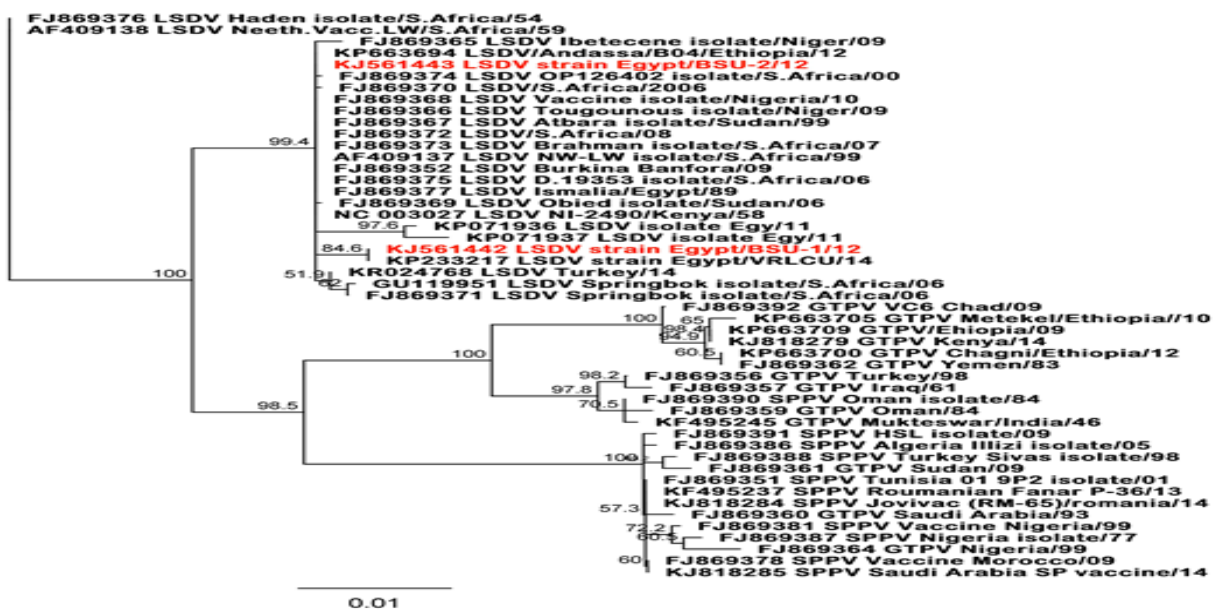 FJ869376 LSDV Haden isolate/S.Africa/54
AF409138 LSDV Neeth.Vacc.LW/S.Africa/59
FJ869365 LSDV Ibetecene isolate/Niger/09
KP663694 LSDV/Andassa/B04/Ethiopia/12
KJ561443 LSDV strain Egypt/BSU-2/12
FJ869374 LSDV OP126402 isolate/S.Africa/00
FJ869370 LSDV/S.Africa/2006
FJ869368 LSDV Vaccine isolate/Nigeria/10
FJ869366 LSDV Tougounous isolate/Niger/09
FJ869367 LSDV Atbara isolate/Sudan/99
FJ869372 LSDV/S.Africa/08
99.4
FJ869373 LSDV Brahman isolate/S.Africa/07
AF409137 LSDV NW-LW isolate/S.Africa/99
FJ869352 LSDV Burkina Banfora/09
FJ869375 LSDV D.19353 isolate/S.Africa/06
FJ869377 LSDV Ismalia/Egypt/89
FJ869369 LSDV Obied isolate/Sudan/06
NC 003027 LSDV NI-2490/Kenya/58
97.6
KP071936 LSDV isolate Egy/11
KP071937 LSDV isolate Egy/11
84.6
KJ561442 LSDV strain Egypt/BSU-1/12
KP233217 LSDV strain Egypt/VRLCU/14
100
51.9
KR024768 LSDV Turkey/14
62
GU119951 LSDV Springbok isolate/S.Africa/06
FJ869371 LSDV Springbok isolate/S.Africa/06
FJ869392 GTPV VC6 Chad/09
100
65
KP663705 GTPV Metekel/Ethiopia//10
98.4
KP663709 GTPV/Ehiopia/09
94.9
KJ818279 GTPV Kenya/14
100
60.5
KP663700 GTPV Chagni/Ethiopia/12
FJ869362 GTPV Yemen/83
98.2
FJ869356 GTPV Turkey/98
97.8
FJ869357 GTPV Iraq/61
FJ869390 SPPV Oman isolate/84
98.5
70.5
FJ869359 GTPV Oman/84
KF495245 GTPV Mukteswar/India/46
FJ869391 SPPV HSL isolate/09
FJ869386 SPPV Algeria Illizi isolate/05
100
FJ869388 SPPV Turkey Sivas isolate/98
FJ869361 GTPV Sudan/09
FJ869351 SPPV Tunisia 01 9P2 isolate/01
KF495237 SPPV Roumanian Fanar P-36/13
KJ818284 SPPV Jovivac (RM-65)/romania/14
57.3
FJ869360 GTPV Saudi Arabia/93
72.2
FJ869381 SPPV Vaccine Nigeria/99
60.5
FJ869387 SPPV Nigeria isolate/77
FJ869364 GTPV Nigeria/99
60
FJ869378 SPPV Vaccine Morocco/09
KJ818285 SPPV Saudi Arabia SP vaccine/14
0.01